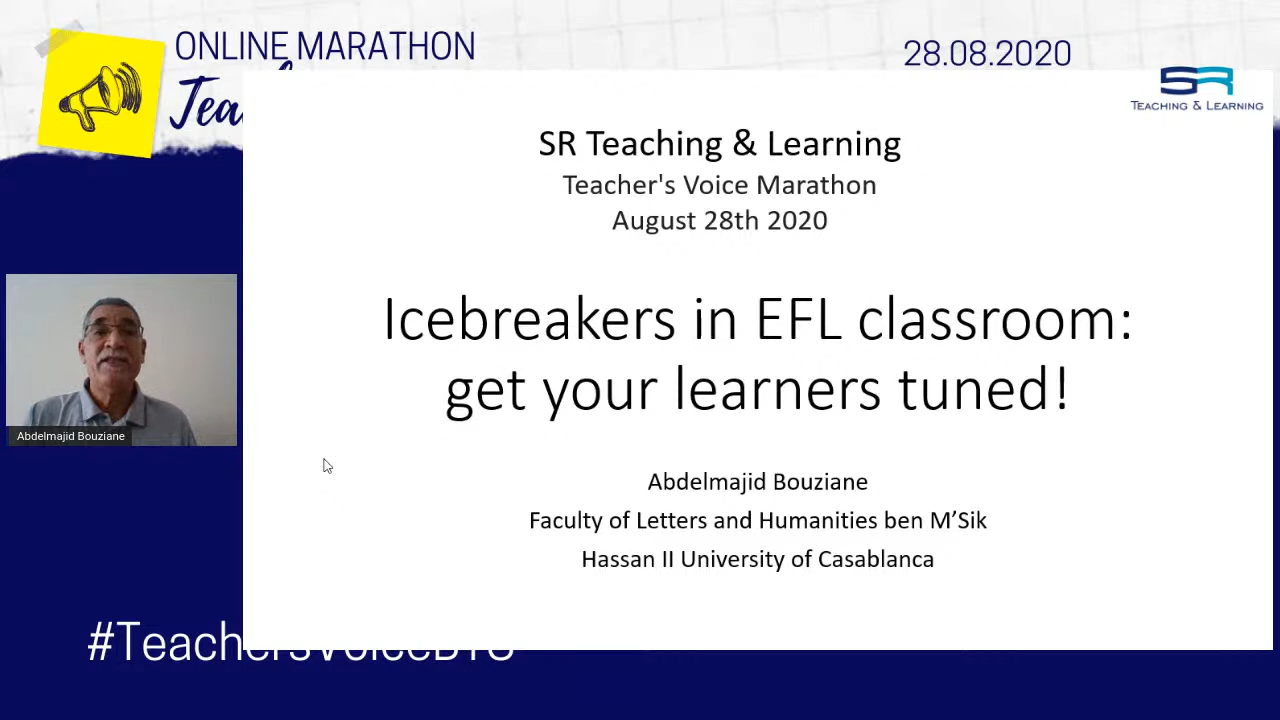 ONLINE MARATHON
28.08.2020
SR
TEACHING & LEARNING
SR Teaching & Learning
Teacher's Voice Marathon
August 28th 2020
Icebreakers in EFL classroom:
get your learners tuned!
Abdelmajid Bouziane
Abdelmajid Bouziane
Faculty of Letters and Humanities ben M’Sik
Hassan II University of Casablanca